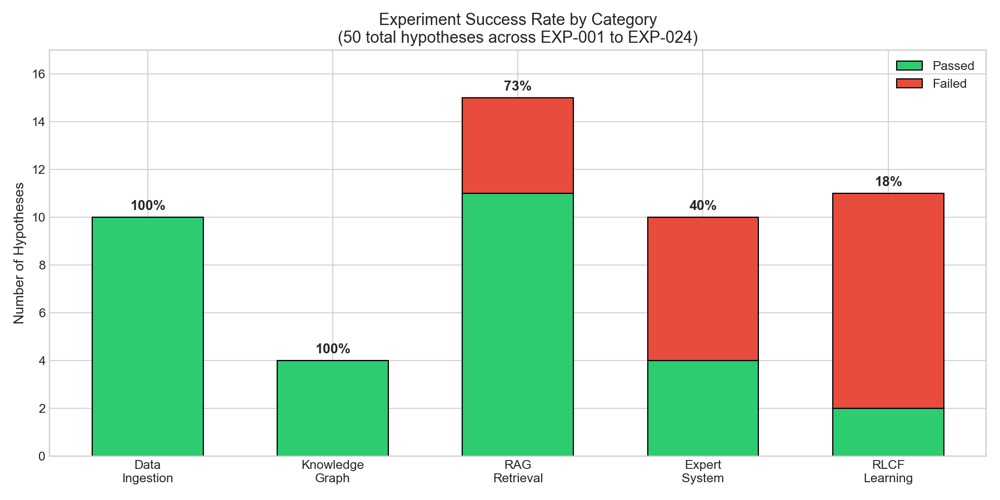 Experiment Success Rate by Category
(50 total hypotheses across EXP-001 to EXP-024)
Passed
Failed
Number of Hypotheses
16
14
12
10
8
6
4
2
0
100%
100%
73%
40%
18%
Data
Ingestion
Knowledge
Graph
RAG
Retrieval
Expert
System
RLCF
Learning